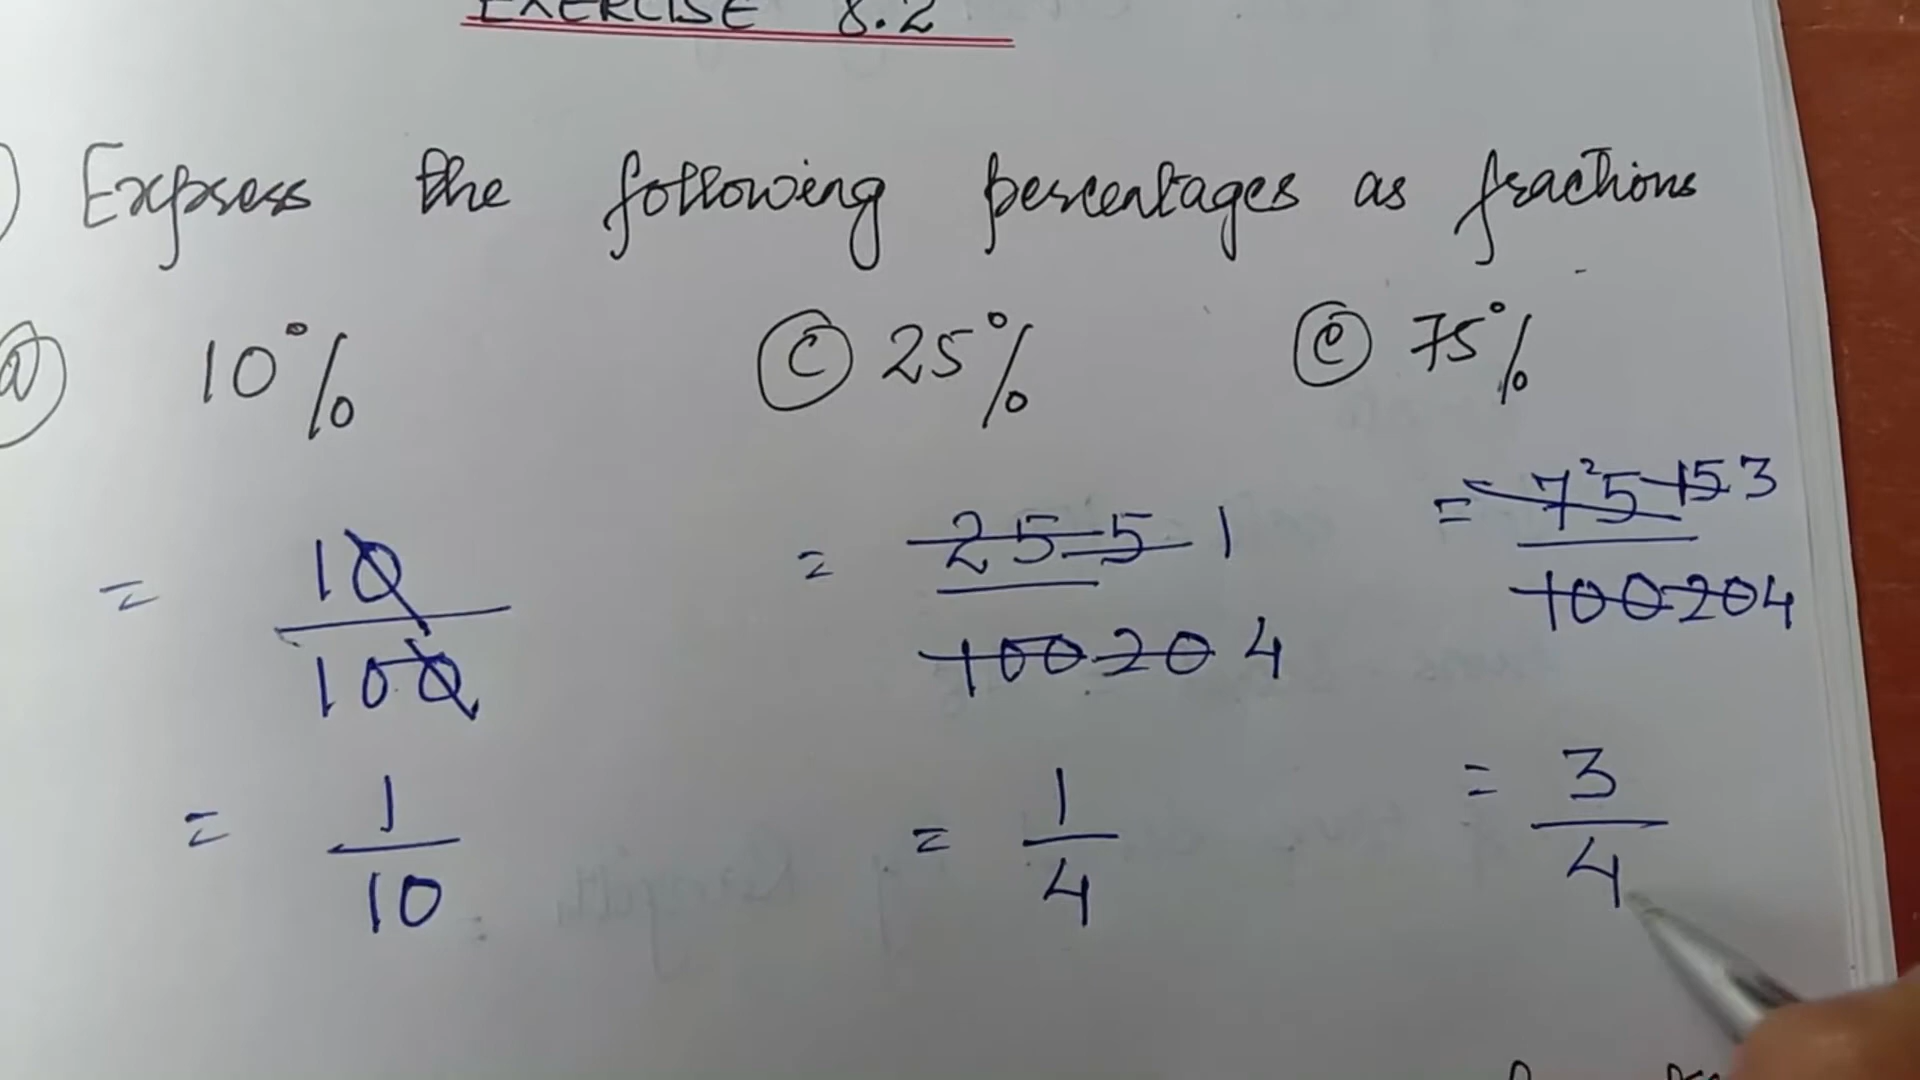 EXERCISE 8.2
Express the following percentages as fractions
a 10% c 25% e 75%
= 10/100 = 25 5 1/100 20 4 = 7²5 15 3/100 20 4
= 1/10 = 1/4 = 3/4